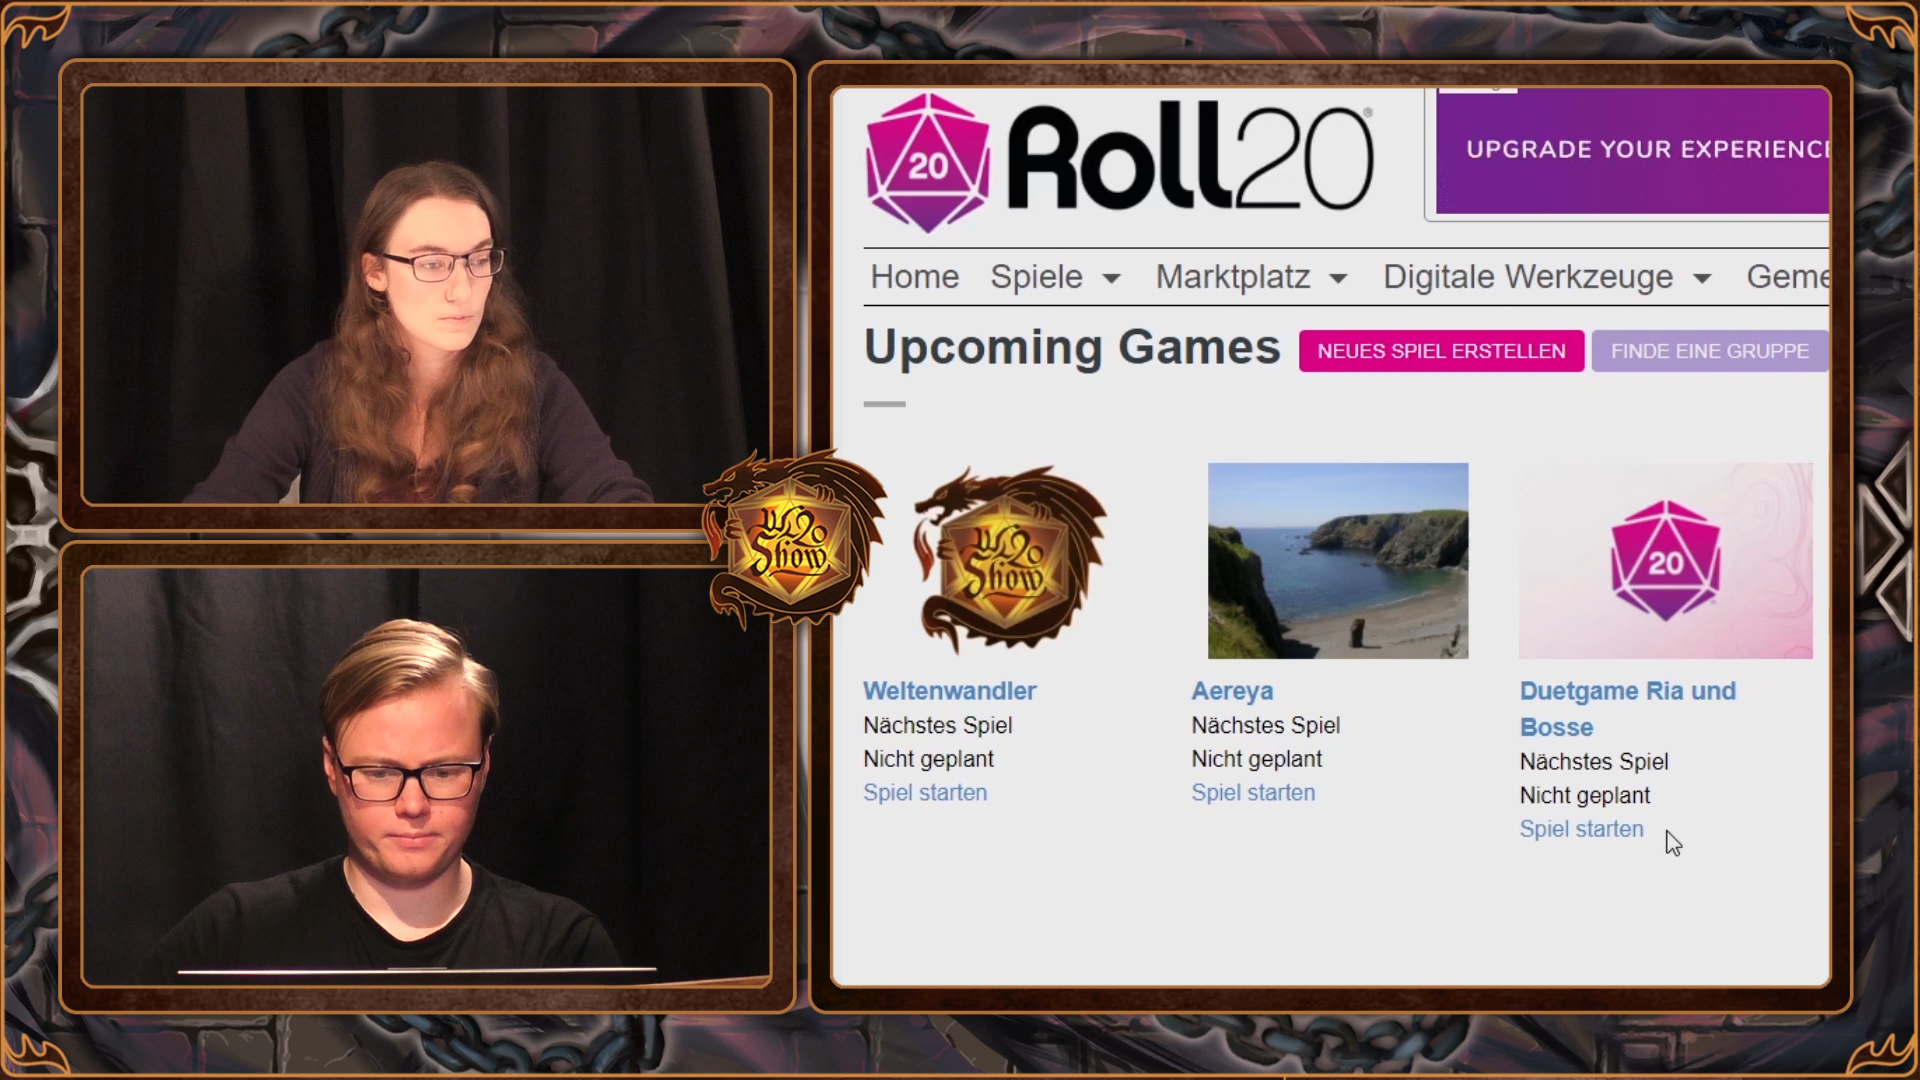 20
Roll20
UPGRADE YOUR EXPERIENCE
Home Spiele Marktplatz Digitale Werkzeuge Geme
Upcoming Games NEUES SPIEL ERSTELLEN FINDE EINE GRUPPE
W20
Show
W20
Show
20
Weltenwandler
Nächstes Spiel
Nicht geplant
Spiel starten
Aereya
Nächstes Spiel
Nicht geplant
Spiel starten
Duetgame Ria und
Bosse
Nächstes Spiel
Nicht geplant
Spiel starten